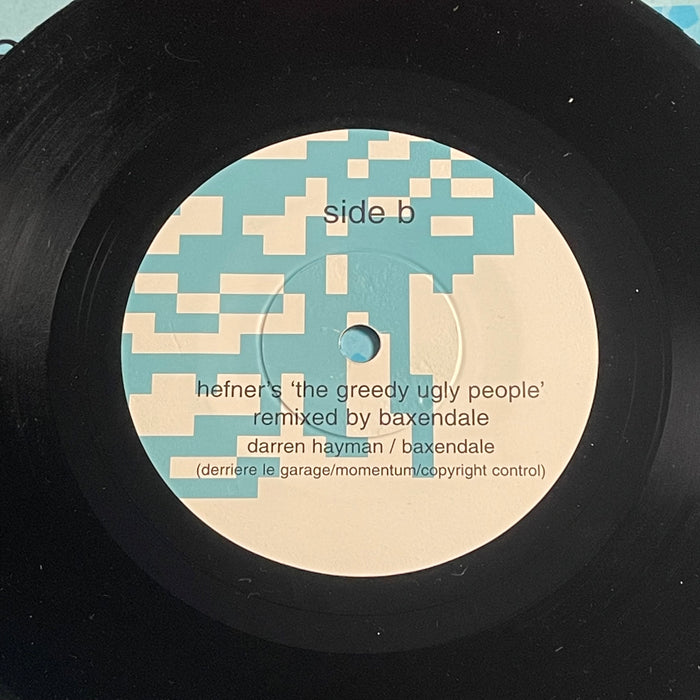 side b
hefner's 'the greedy ugly people'
remixed by baxendale
darren hayman / baxendale
(derriere le garage/momentum/copyright control)